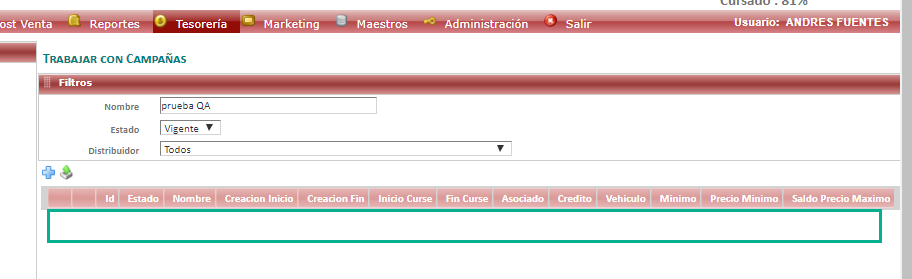 Cursado : 81%
ost Venta Reportes Tesorería Marketing Maestros Administración Salir Usuario: ANDRES FUENTES
TRABAJAR CON CAMPAÑAS
Filtros
Nombre prueba QA
Estado Vigente
Distribuidor Todos
Id Estado Nombre Creacion Inicio Creacion Fin Inicio Curse Fin Curse Asociado Credito Vehiculo Minimo Precio Minimo Saldo Precio Maximo